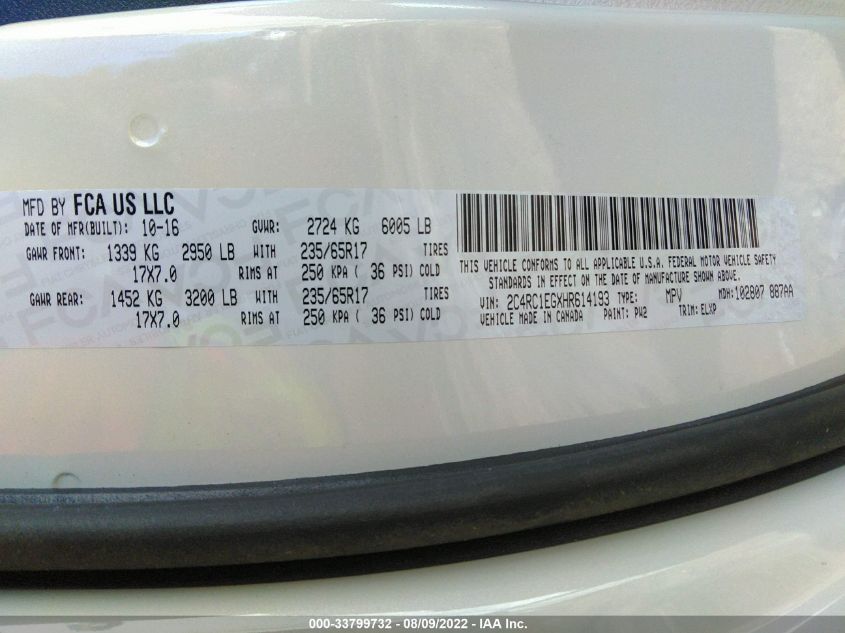 MFD BY FCA US LLC
DATE OF MFR(BUILT): 10-16 GVWR: 2724 KG 6005 LB
GAWR FRONT: 1339 KG 2950 LB WITH 235/65R17 TIRES
17X7.0 RIMS AT 250 KPA ( 36 PSI) COLD
GAWR REAR: 1452 KG 3200 LB WITH 235/65R17 TIRES
17X7.0 RIMS AT 250 KPA ( 36 PSI) COLD
THIS VEHICLE CONFORMS TO ALL APPLICABLE U.S.A. FEDERAL MOTOR VEHICLE SAFETY
STANDARDS IN EFFECT ON THE DATE OF MANUFACTURE SHOWN ABOVE.
VIN: 2C4RC1EGXHR614193 TYPE: MPV MDH: 102807 887AA
VEHICLE MADE IN CANADA PAINT: PW2 TRIM: ELXP
000-33799732 - 08/09/2022 - IAA Inc.